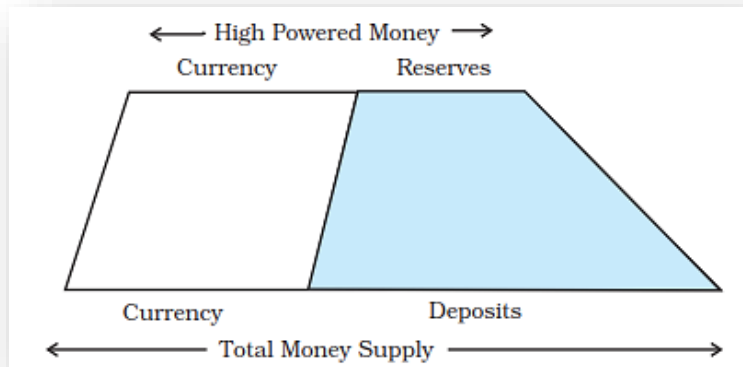 High Powered Money
Currency Reserves
Currency Deposits
Total Money Supply